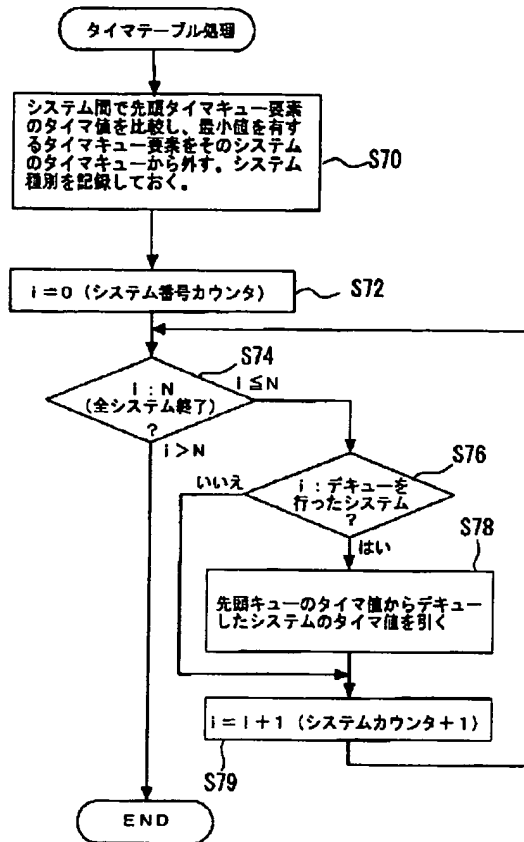 タイマテーブル処理
システム間で先頭タイマキュー要素
のタイマ値を比較し、最小値を有す
るタイマキュー要素をそのシステム
のタイマキューから外す。システム
種別を記録しておく。
S70
i=0 (システム番号カウンタ)
S72
S74
i:N
(全システム終了)
?
i≦N
i>N
S76
i:デキューを
行ったシステム
?
いいえ
はい
S78
先頭キューのタイマ値からデキュー
したシステムのタイマ値を引く
i=i+1 (システムカウンタ+1)
S79
END